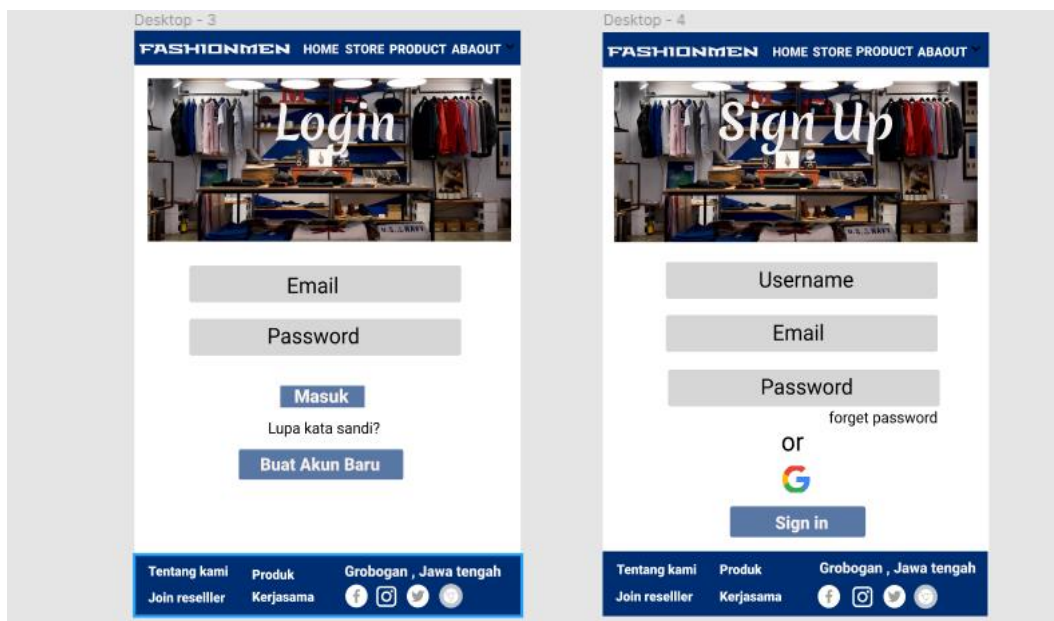 Desktop - 3
FASHIONMEN HOME STORE PRODUCT ABAOUT
Login
Email
Password
Masuk
Lupa kata sandi?
Buat Akun Baru
Tentang kami Produk Grobogan , Jawa tengah
Join reselller Kerjasama
Desktop - 4
FASHIONMEN HOME STORE PRODUCT ABAOUT
Sign Up
Username
Email
Password
forget password
or
G
Sign in
Tentang kami Produk Grobogan , Jawa tengah
Join reselller Kerjasama